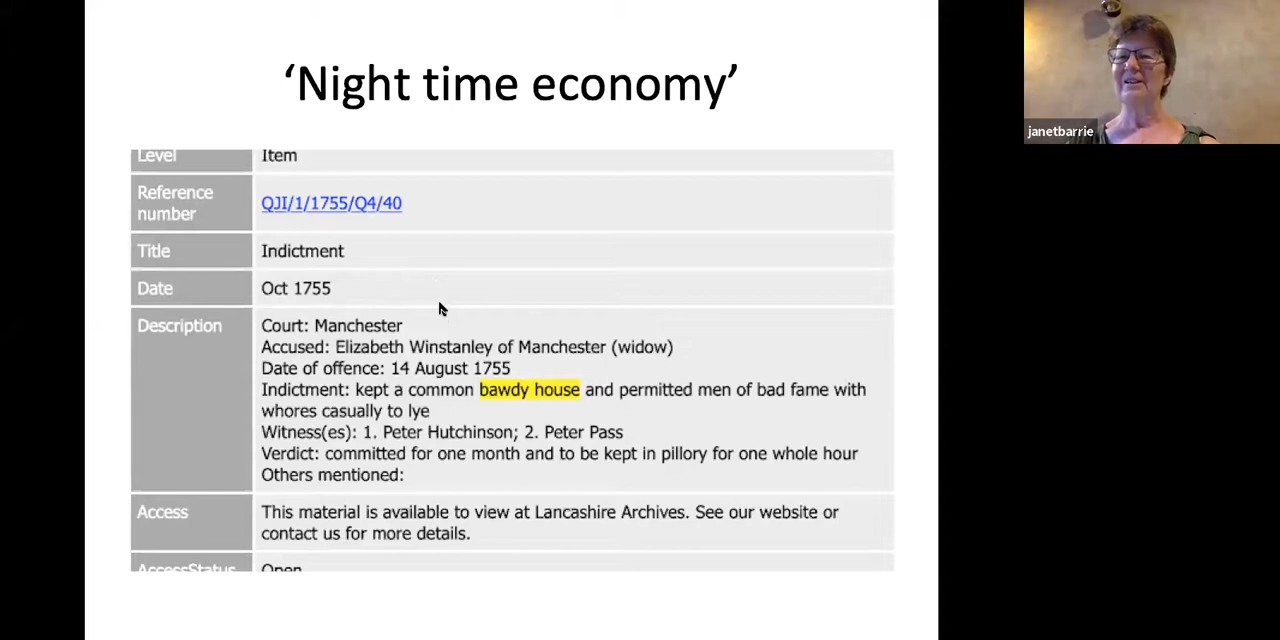 ‘Night time economy’
janetbarrie
Level Item
Reference number QJI/1/1755/Q4/40
Title Indictment
Date Oct 1755
Description Court: Manchester
Accused: Elizabeth Winstanley of Manchester (widow)
Date of offence: 14 August 1755
Indictment: kept a common bawdy house and permitted men of bad fame with
whores casually to lye
Witness(es): 1. Peter Hutchinson; 2. Peter Pass
Verdict: committed for one month and to be kept in pillory for one whole hour
Others mentioned:
Access This material is available to view at Lancashire Archives. See our website or
contact us for more details.
AccessStatus Open